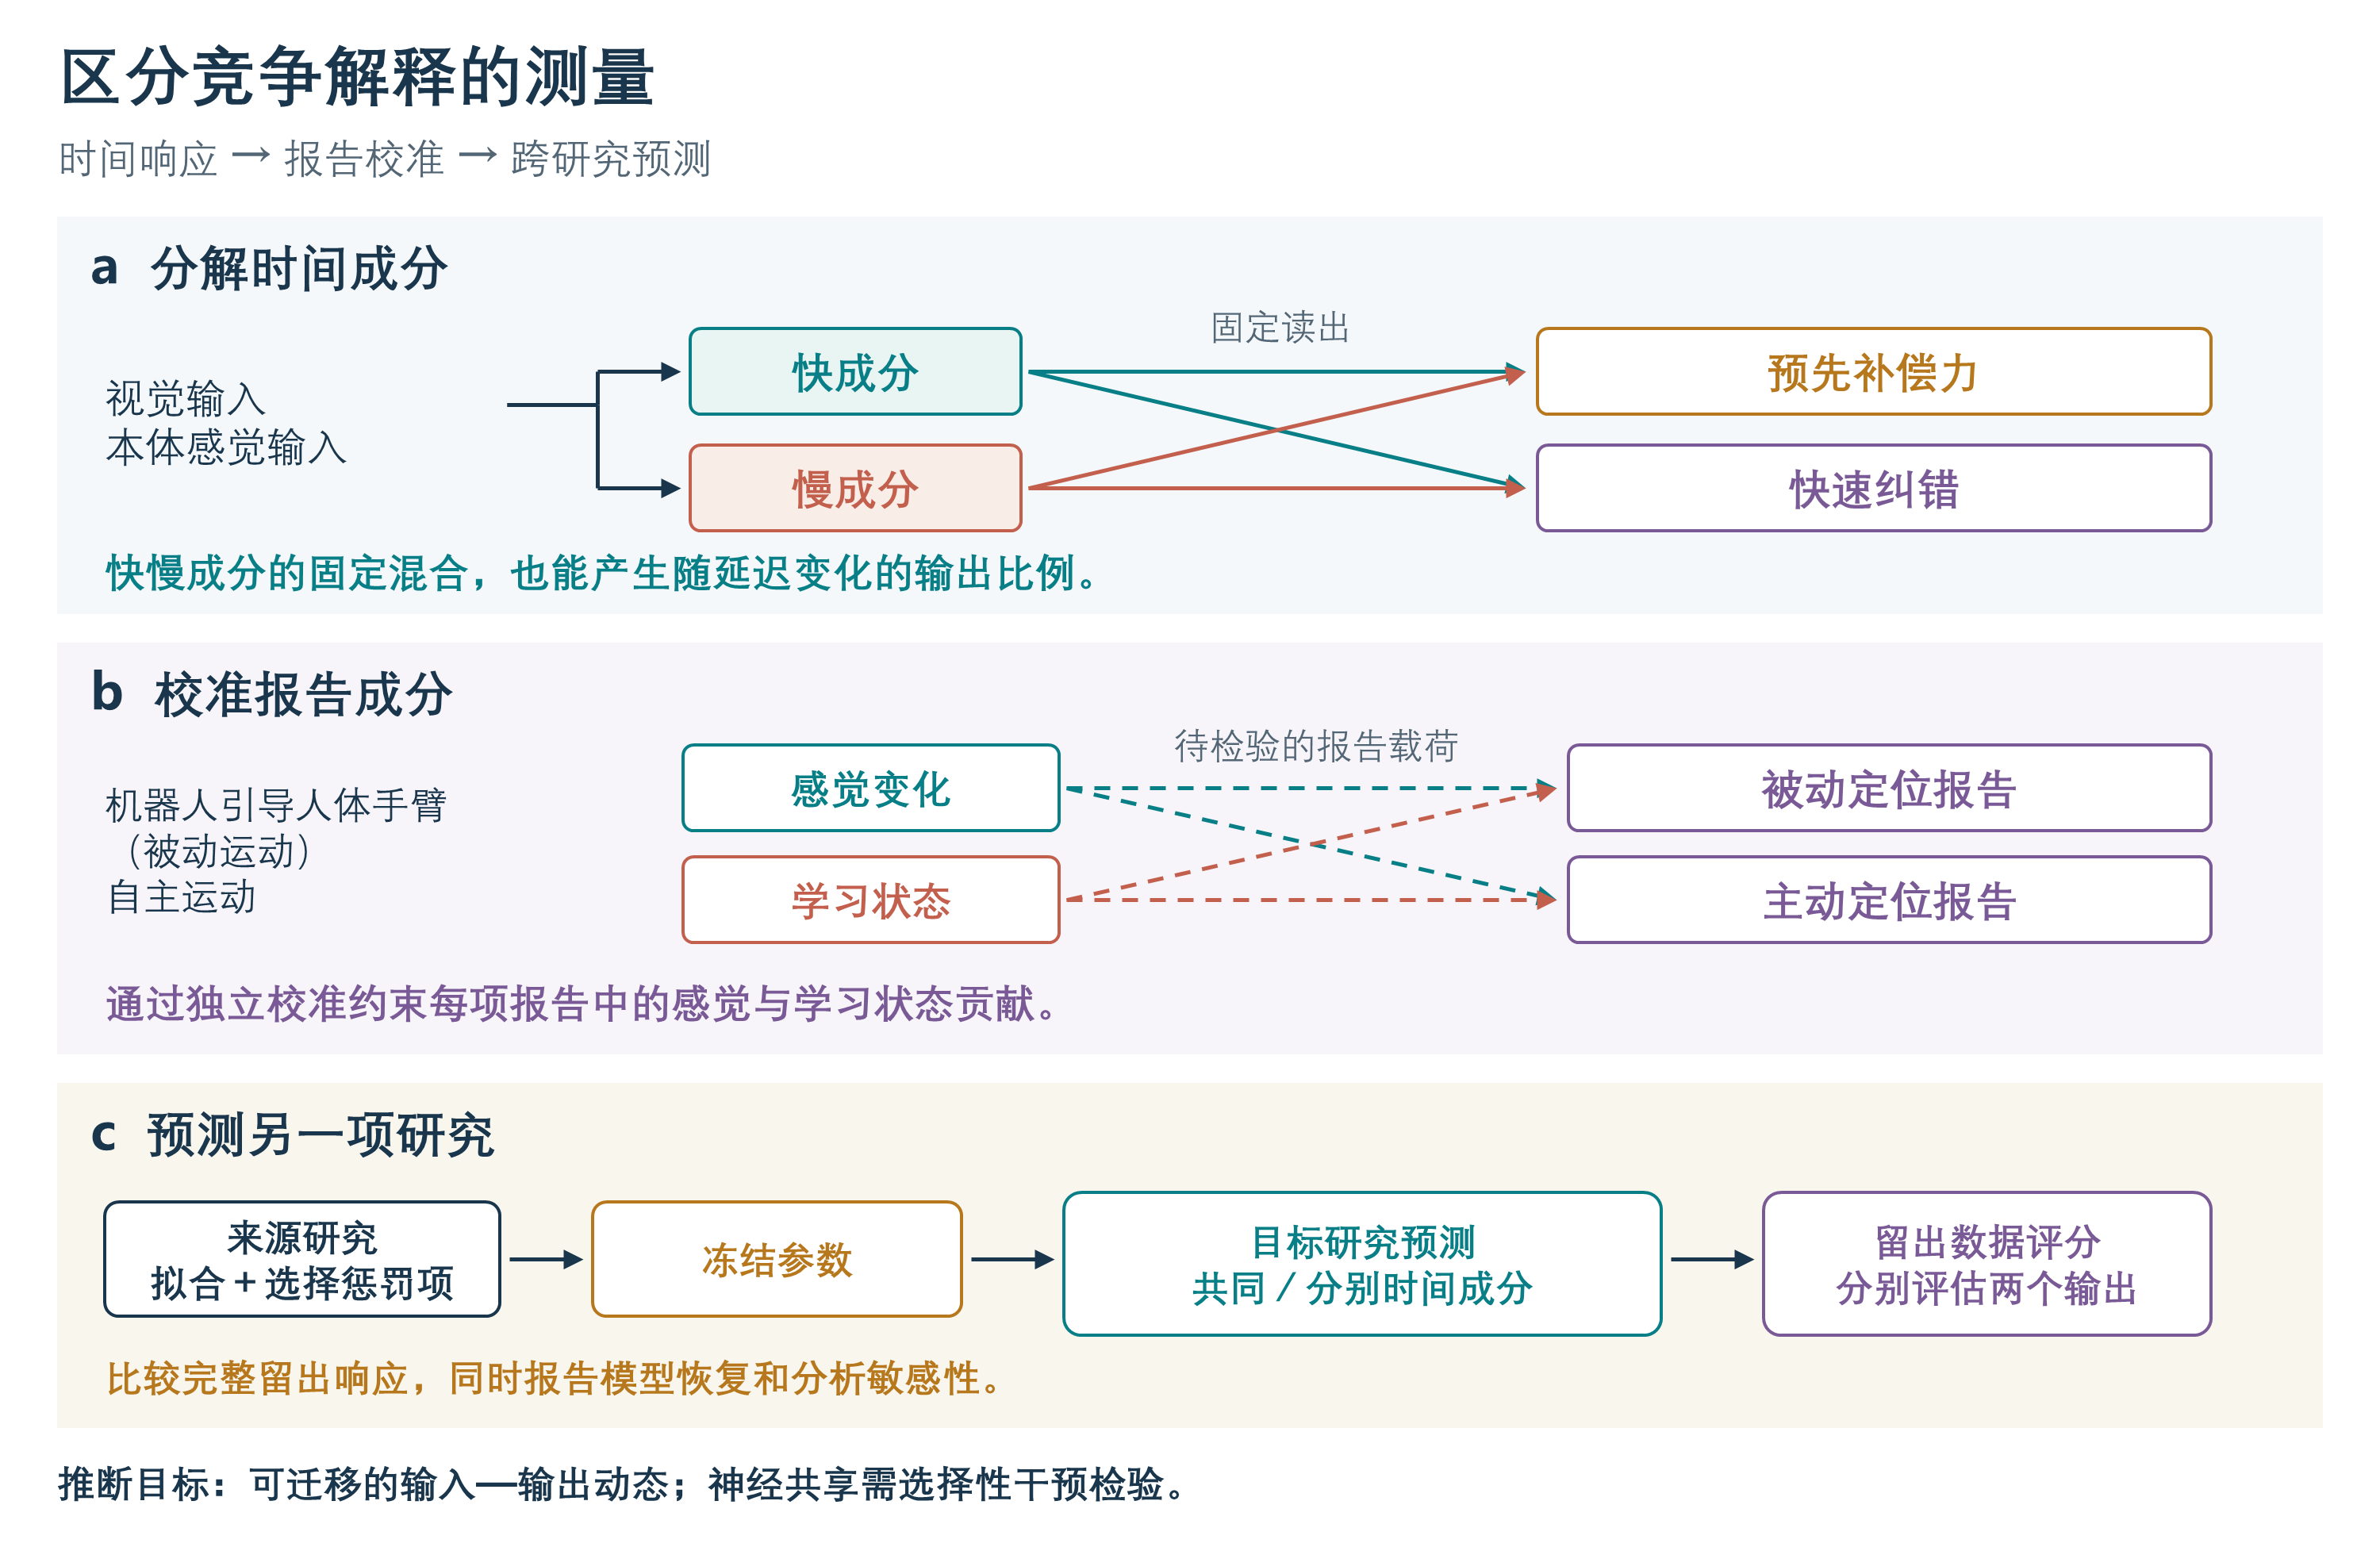 区分竞争解释的测量
时间响应 → 报告校准 → 跨研究预测
a 分解时间成分
固定读出
视觉输入
本体感觉输入
快成分
预先补偿力
慢成分
快速纠错
快慢成分的固定混合，也能产生随延迟变化的输出比例。
b 校准报告成分
待检验的报告载荷
机器人引导人体手臂
（被动运动）
自主运动
感觉变化
被动定位报告
学习状态
主动定位报告
通过独立校准约束每项报告中的感觉与学习状态贡献。
c 预测另一项研究
来源研究
拟合＋选择惩罚项
冻结参数
目标研究预测
共同／分别时间成分
留出数据评分
分别评估两个输出
比较完整留出响应，同时报告模型恢复和分析敏感性。
推断目标：可迁移的输入—输出动态；神经共享需选择性干预检验。